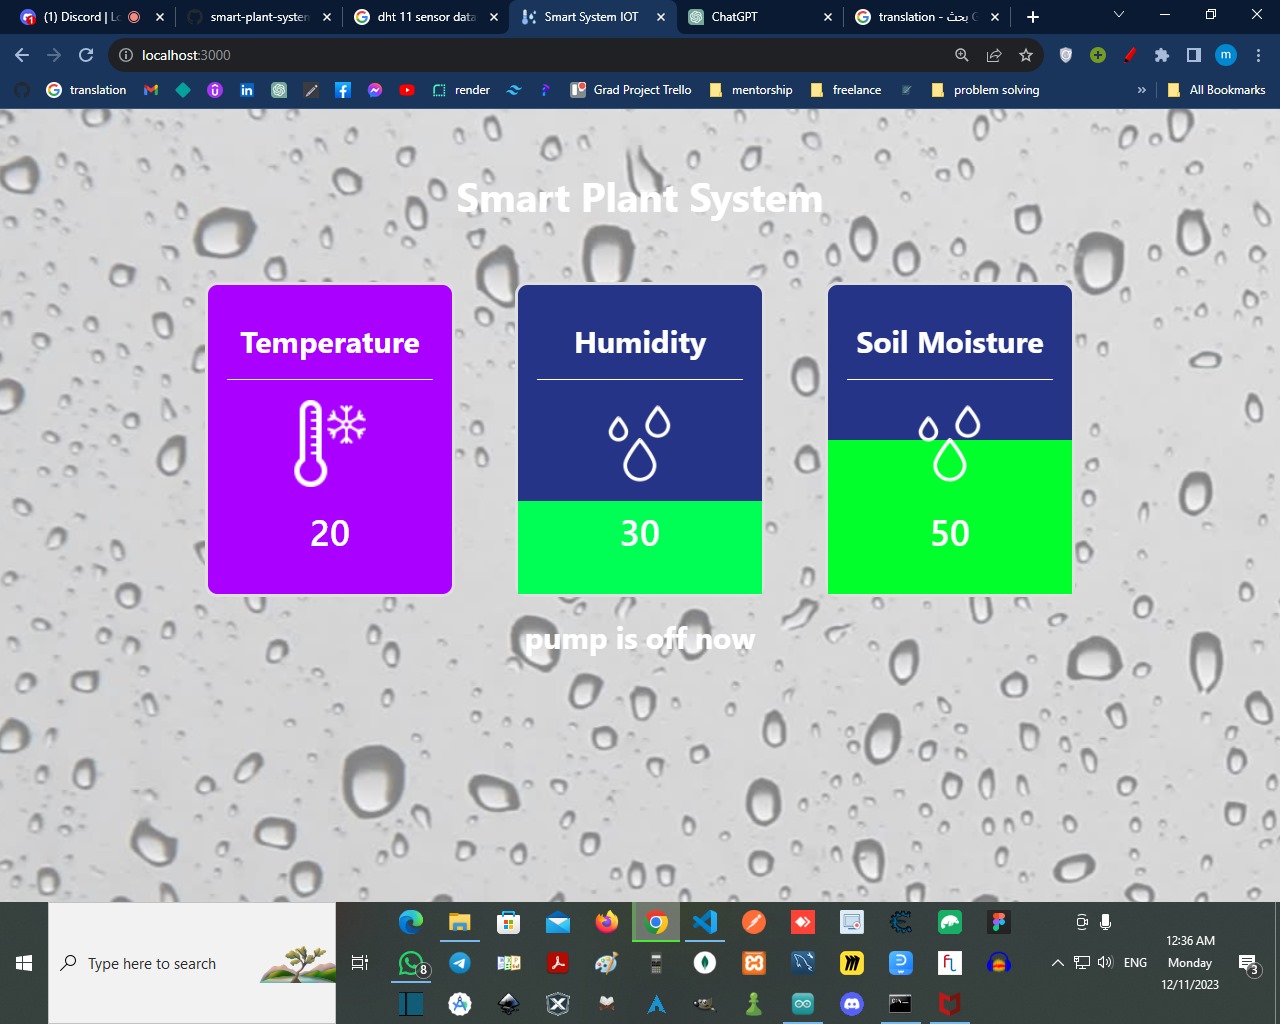 (1) Discord | Lo
smart-plant-system
dht 11 sensor data
Smart System IOT
ChatGPT
translation - بحث G
localhost:3000
m
translation
render
Grad Project Trello
mentorship
freelance
problem solving
»
All Bookmarks
Smart Plant System
Temperature
Humidity
Soil Moisture
20
30
50
pump is off now
Type here to search
8
12:36 AM
ENG
Monday
3
12/11/2023